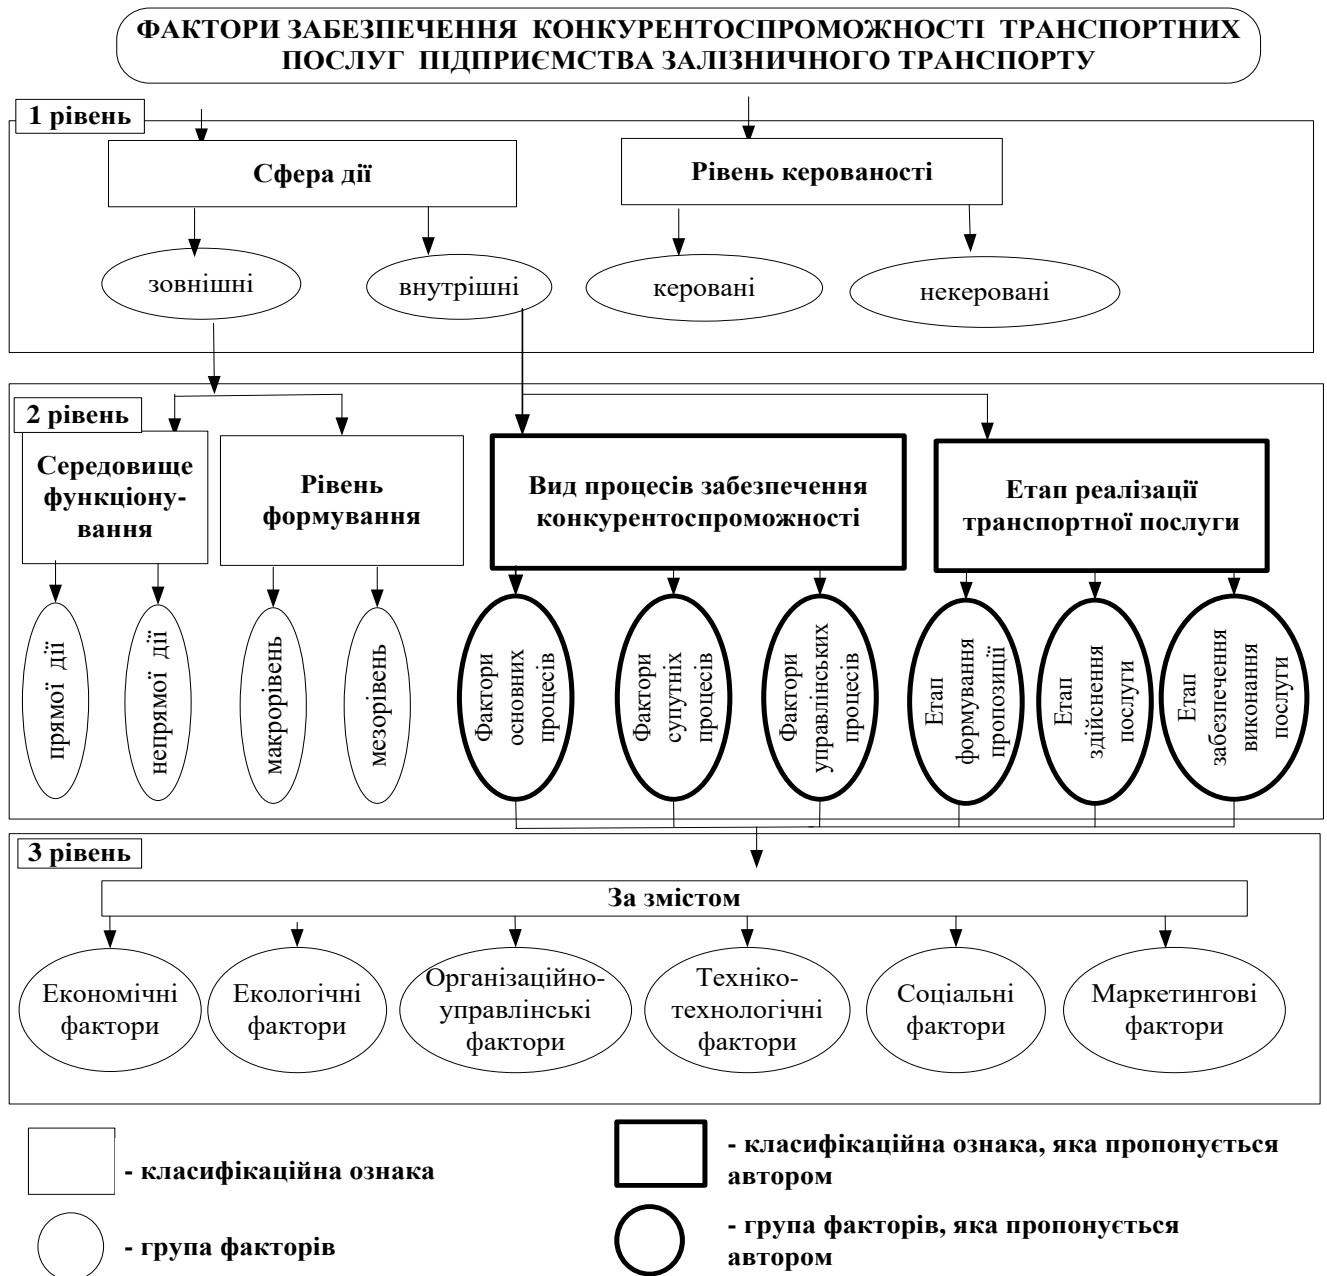 ФАКТОРИ ЗАБЕЗПЕЧЕННЯ КОНКУРЕНТОСПРОМОЖНОСТІ ТРАНСПОРТНИХ
ПОСЛУГ ПІДПРИЄМСТВА ЗАЛІЗНИЧНОГО ТРАНСПОРТУ
1 рівень
Сфера дії
Рівень керованості
зовнішні
внутрішні
керовані
некеровані
2 рівень
Середовище
функціону-
вання
Рівень
формування
Вид процесів забезпечення
конкурентоспроможності
Етап реалізації
транспортної послуги
прямої дії
непрямої дії
макрорівень
мезорівень
Фактори
основних
процесів
Фактори
супутніх
процесів
Фактори
управлінських
процесів
Етап
формування
пропозиції
Етап
здійснення
послуги
Етап
забезпечення
виконання
послуги
3 рівень
За змістом
Економічні
фактори
Екологічні
фактори
Організаційно-
управлінські
фактори
Техніко-
технологічні
фактори
Соціальні
фактори
Маркетингові
фактори
- класифікаційна ознака
- класифікаційна ознака, яка пропонується
автором
- група факторів
- група факторів, яка пропонується
автором